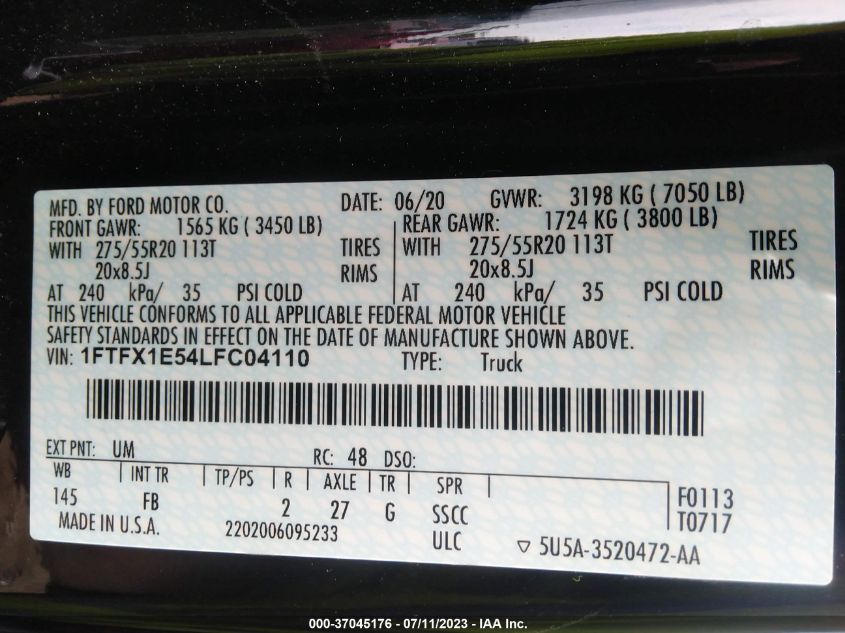 MFD. BY FORD MOTOR CO. DATE: 06/20 GVWR: 3198 KG ( 7050 LB)
FRONT GAWR: 1565 KG ( 3450 LB) REAR GAWR: 1724 KG ( 3800 LB)
WITH 275/55R20 113T TIRES WITH 275/55R20 113T TIRES
20x8.5J RIMS 20x8.5J RIMS
AT 240 kPa/ 35 PSI COLD AT 240 kPa/ 35 PSI COLD
THIS VEHICLE CONFORMS TO ALL APPLICABLE FEDERAL MOTOR VEHICLE
SAFETY STANDARDS IN EFFECT ON THE DATE OF MANUFACTURE SHOWN ABOVE.
VIN: 1FTFX1E54LFC04110 TYPE: Truck
EXT PNT: UM RC: 48 DSO:
WB INT TR TP/PS R AXLE TR SPR
145 FB 2 27 G SSCC F0113
T0717
MADE IN U.S.A. 2202006095233 ULC ▽ 5U5A-3520472-AA
000-37045176 - 07/11/2023 - IAA Inc.